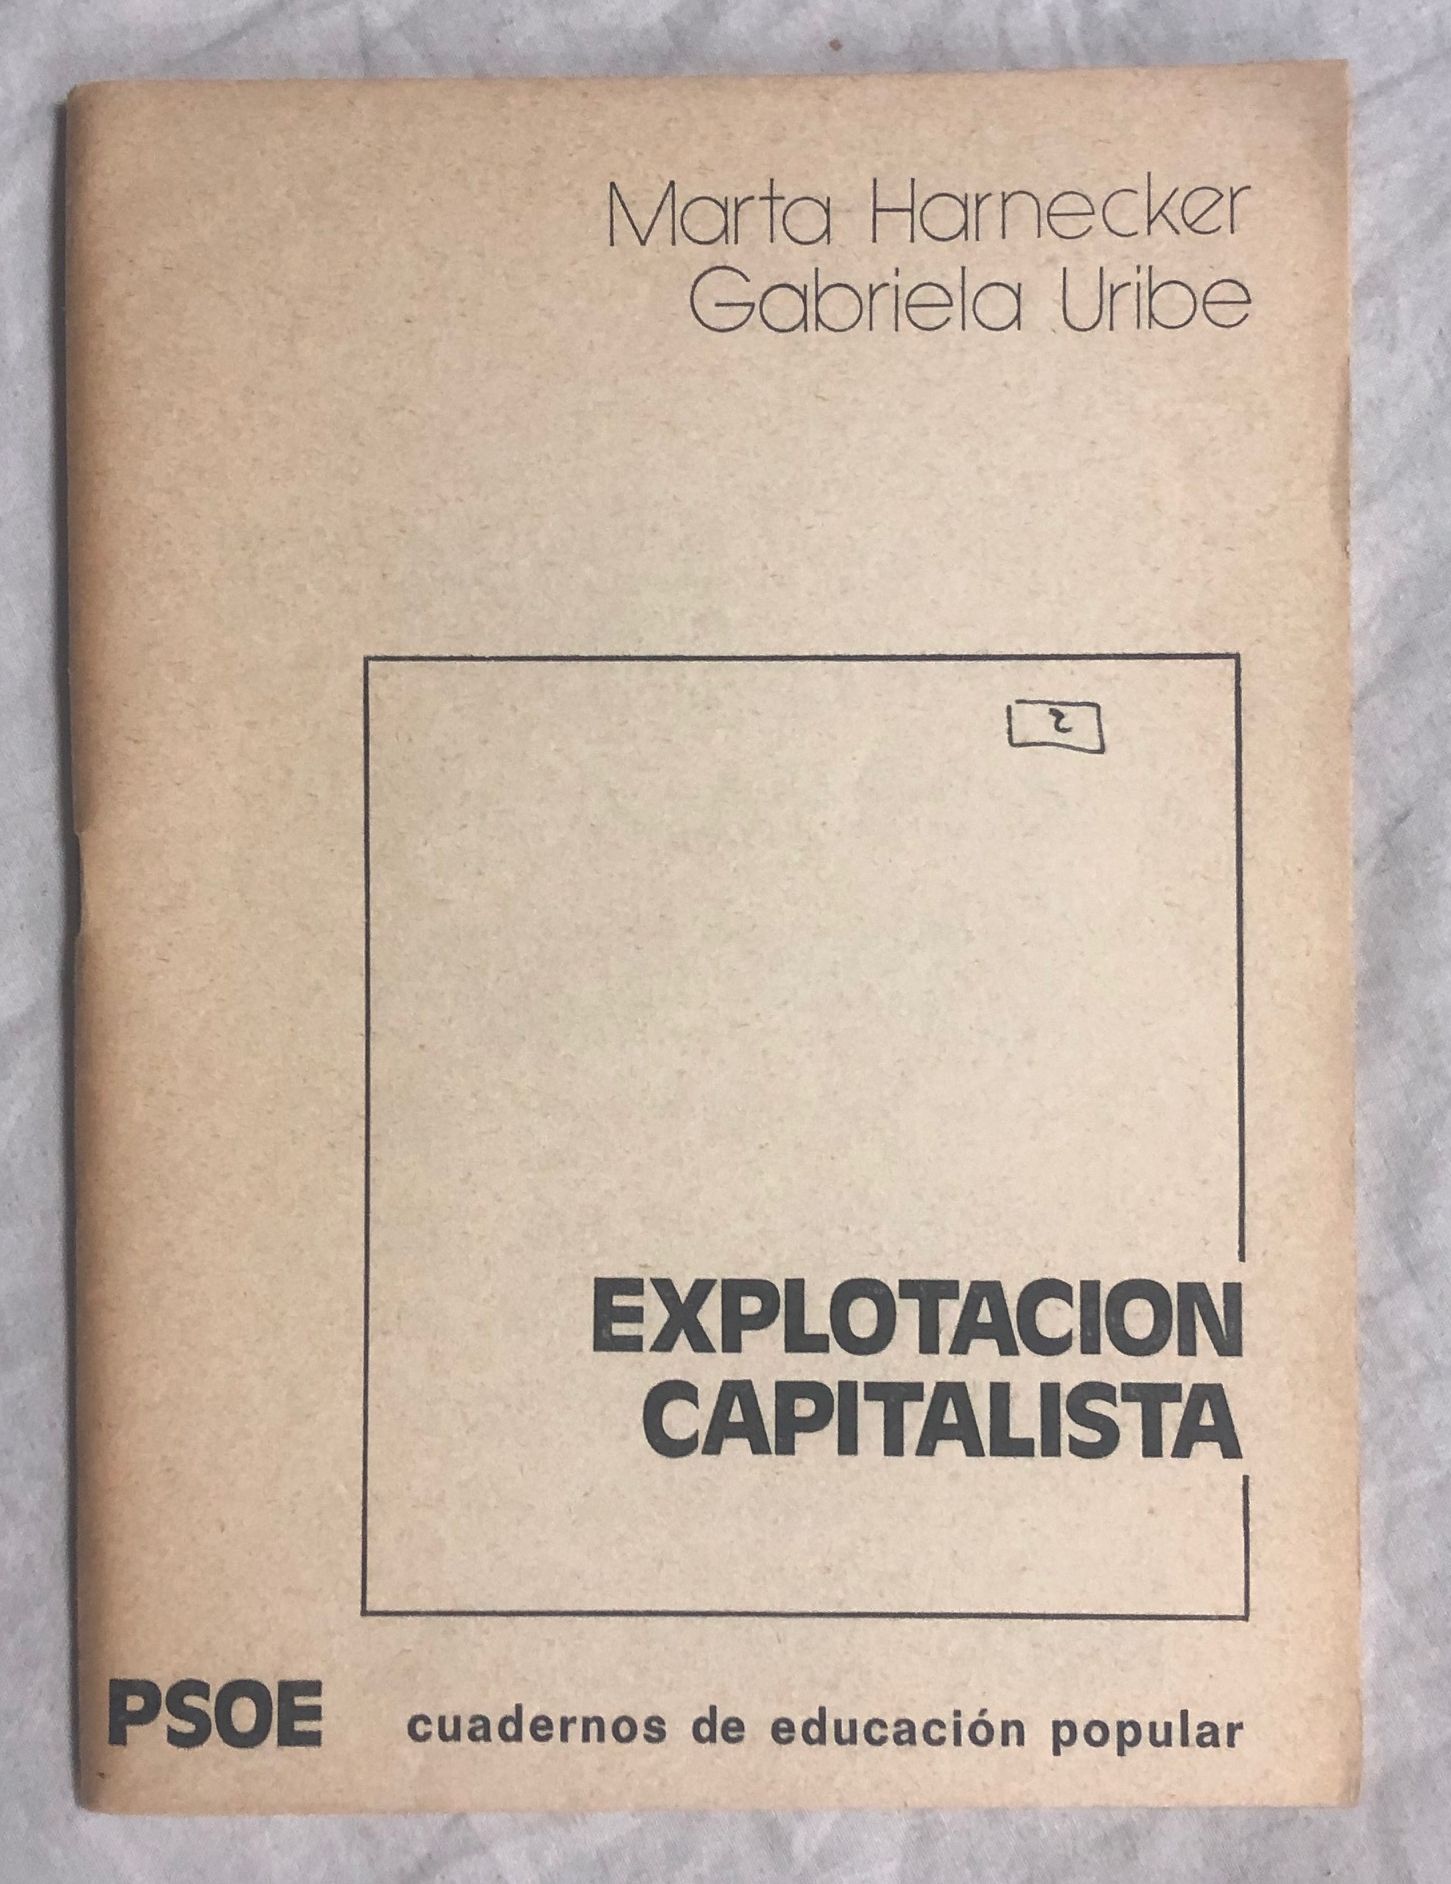 Marta Harnecker
Gabriela Uribe
2
EXPLOTACION
CAPITALISTA
PSOE cuadernos de educación popular